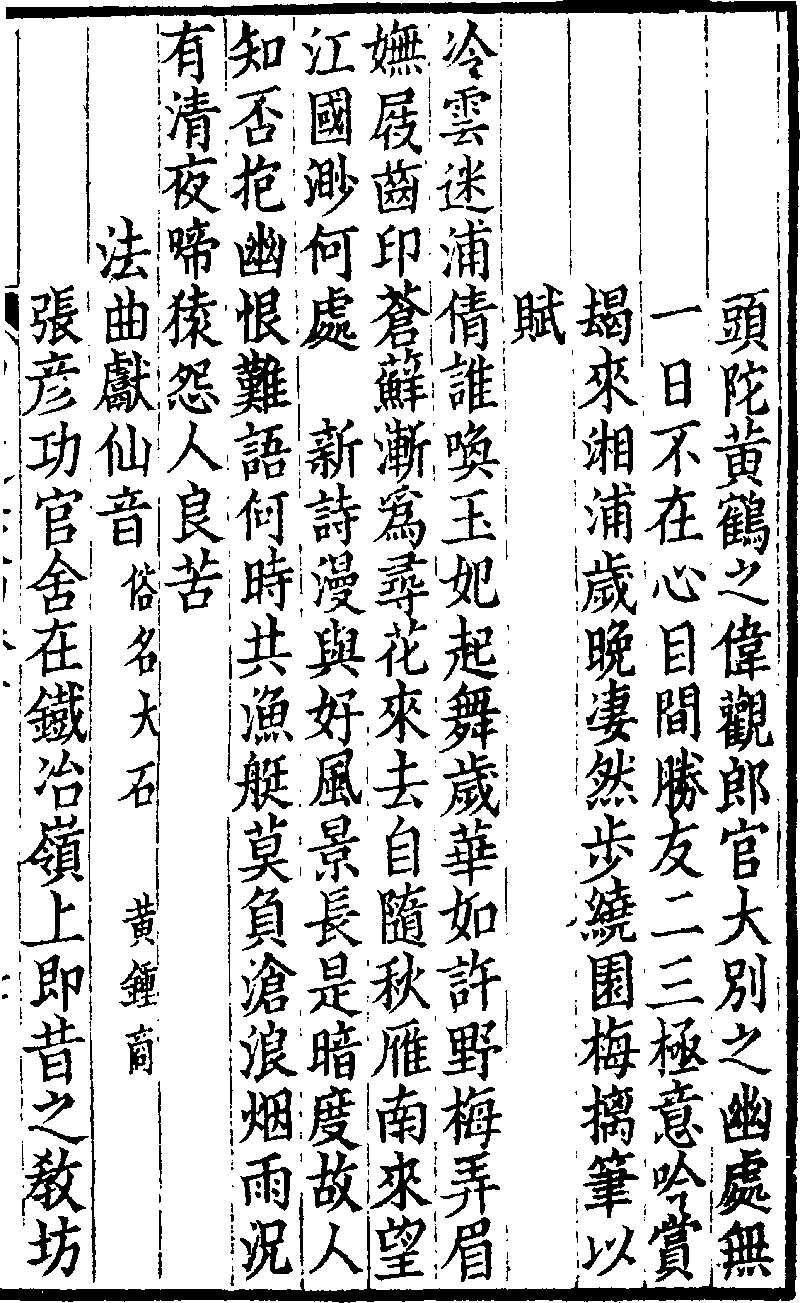 頭陀黄鶴之偉觀郎官大別之幽處無
一日不在心目間勝友二三極意吟賞
朅來湘浦歲晚凄然步繞園梅摛筆以
賦
冷雲迷浦倩誰喚玉妃起舞歲華如許野梅弄眉
嫵屐齒印蒼蘚漸爲尋花來去自隨秋雁南來望
江國渺何處　新詩漫與好風景長是暗度故人
知否抱幽恨難語何時共漁艇莫負滄浪烟雨況
有清夜啼猿怨人良苦
法曲獻仙音俗名大石　黄鍾商
張彦功官舍在鐵冶嶺上即昔之敎坊